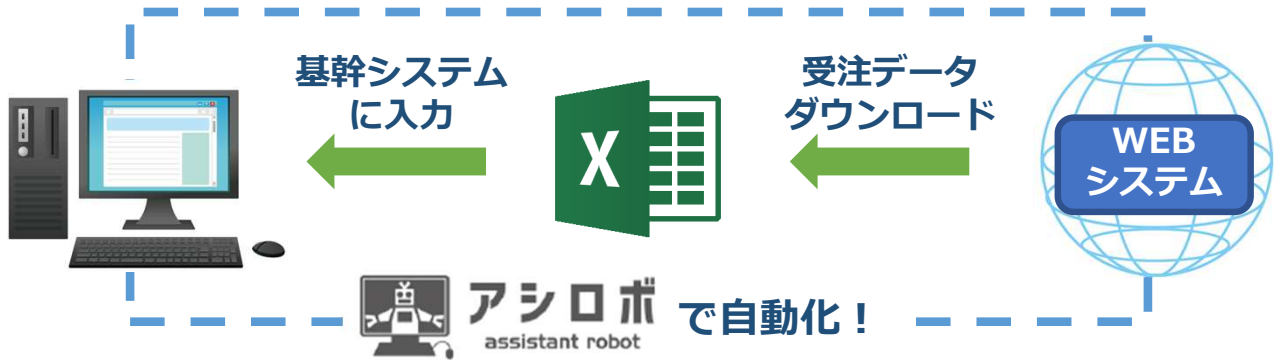 基幹システム
に入力
受注データ
ダウンロード
WEB
システム
X
アシロボ
assistant robot
で自動化！